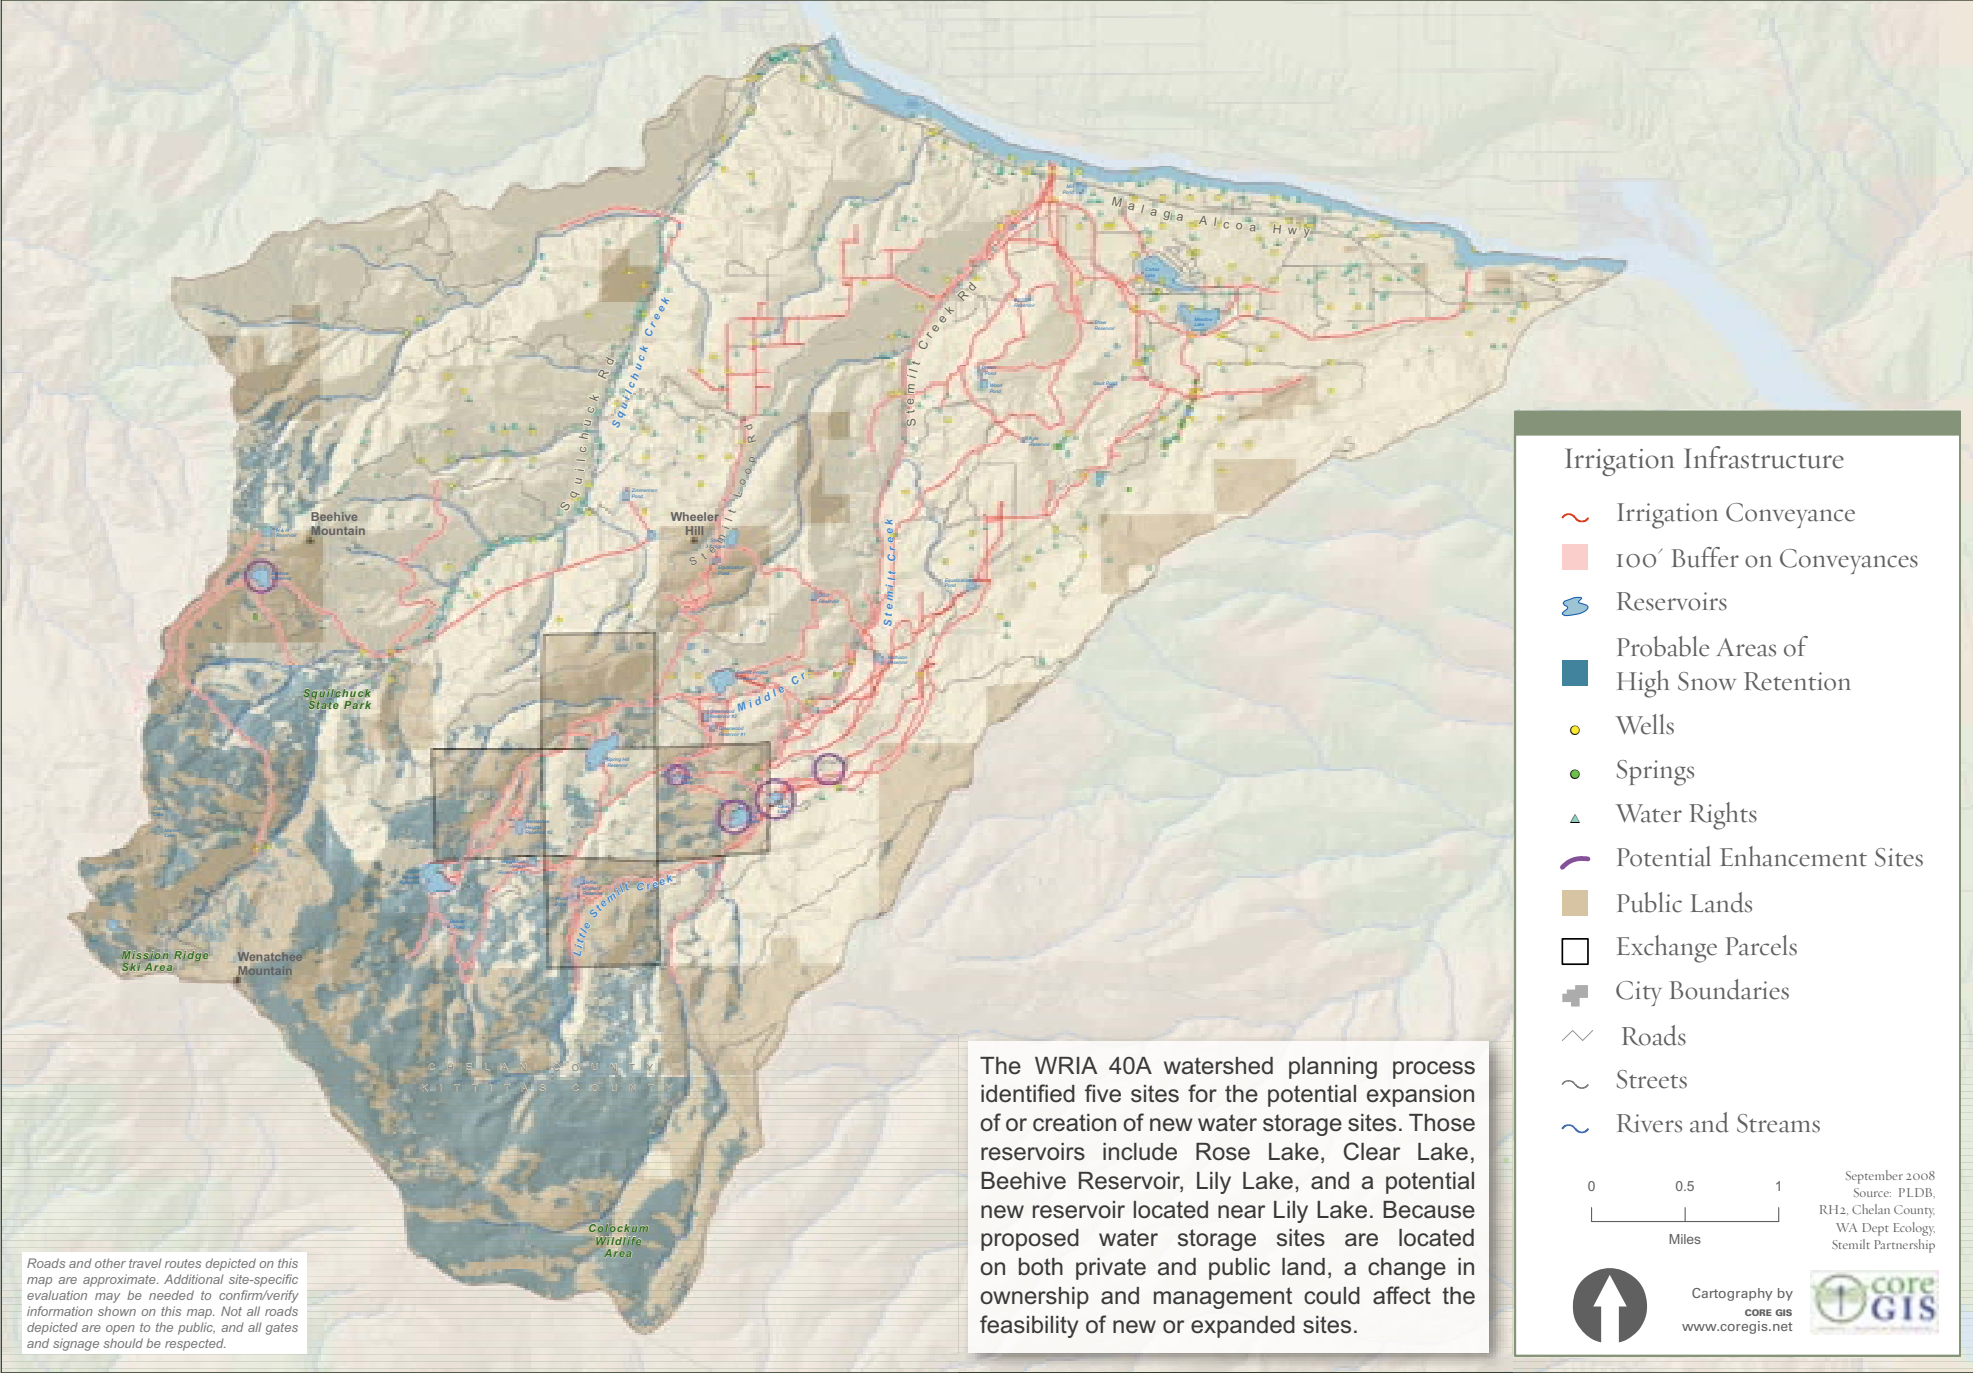 Malaga Alcoa Hwy
Squilchuck Creek
Squilchuck Rd
Stemilt Creek Rd
Stemilt Loop Rd
Stemilt Creek
Beehive
Mountain
Wheeler
Hill
Squilchuck
State Park
Middle Cr
Little Stemilt Creek
Mission Ridge
Ski Area
Wenatchee
Mountain
CHELAN COUNTY
KITTITAS COUNTY
Colockum
Wildlife
Area
Roads and other travel routes depicted on this
map are approximate. Additional site-specific
evaluation may be needed to confirm/verify
information shown on this map. Not all roads
depicted are open to the public, and all gates
and signage should be respected.
The WRIA 40A watershed planning process
identified five sites for the potential expansion
of or creation of new water storage sites. Those
reservoirs include Rose Lake, Clear Lake,
Beehive Reservoir, Lily Lake, and a potential
new reservoir located near Lily Lake. Because
proposed water storage sites are located
on both private and public land, a change in
ownership and management could affect the
feasibility of new or expanded sites.
Irrigation Infrastructure
Irrigation Conveyance
100´ Buffer on Conveyances
Reservoirs
Probable Areas of
High Snow Retention
Wells
Springs
Water Rights
Potential Enhancement Sites
Public Lands
Exchange Parcels
City Boundaries
Roads
Streets
Rivers and Streams
0 0.5 1
Miles
September 2008
Source: PLDB,
RH2, Chelan County,
WA Dept Ecology,
Stemilt Partnership
Cartography by
CORE GIS
www.coregis.net
core
GIS